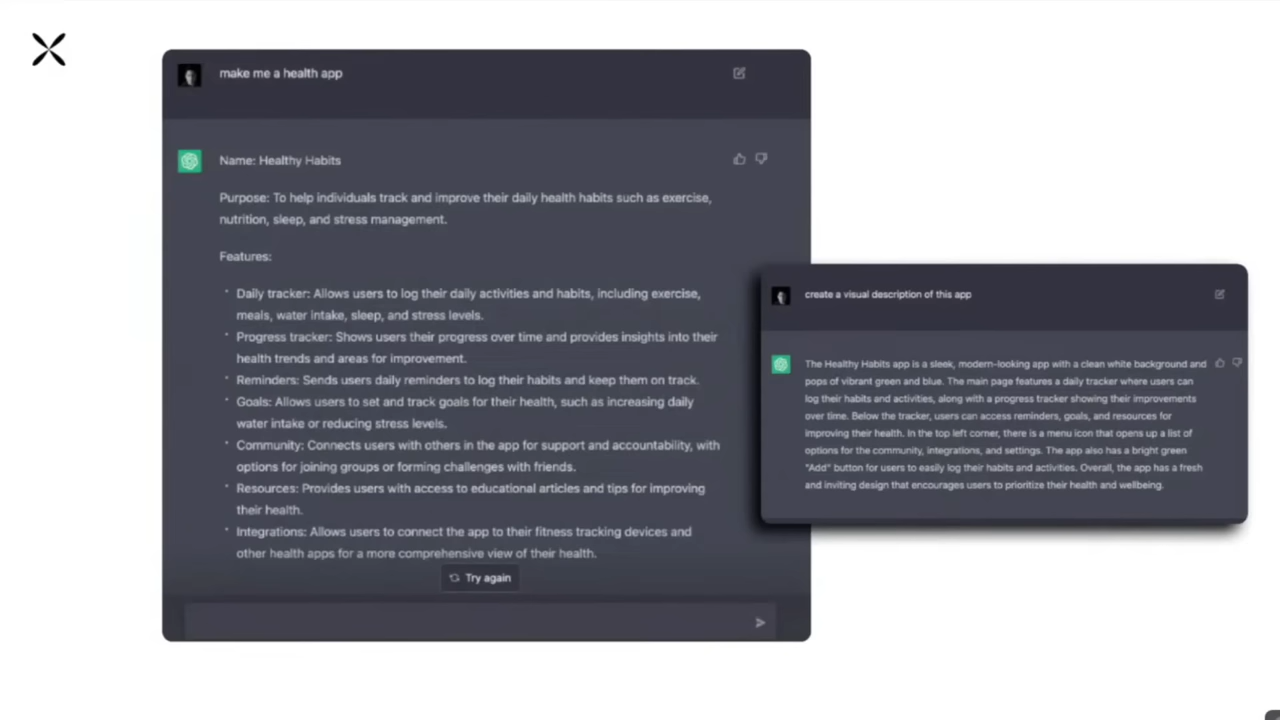 make me a health app
Name: Healthy Habits
Purpose: To help individuals track and improve their daily health habits such as exercise,
nutrition, sleep, and stress management.
Features:
• Daily tracker: Allows users to log their daily activities and habits, including exercise,
meals, water intake, sleep, and stress levels.
• Progress tracker: Shows users their progress over time and provides insights into their
health trends and areas for improvement.
• Reminders: Sends users daily reminders to log their habits and keep them on track.
• Goals: Allows users to set and track goals for their health, such as increasing daily
water intake or reducing stress levels.
• Community: Connects users with others in the app for support and accountability, with
options for joining groups or forming challenges with friends.
• Resources: Provides users with access to educational articles and tips for improving
their health.
• Integrations: Allows users to connect the app to their fitness tracking devices and
other health apps for a more comprehensive view of their health.
Try again
create a visual description of this app
The Healthy Habits app is a sleek, modern-looking app with a clean white background and
pops of vibrant green and blue. The main page features a daily tracker where users can
log their habits and activities, along with a progress tracker showing their improvements
over time. Below the tracker, users can access reminders, goals, and resources for
improving their health. In the top left corner, there is a menu icon that opens up a list of
options for the community, integrations, and settings. The app also has a bright green
"Add" button for users to easily log their habits and activities. Overall, the app has a fresh
and inviting design that encourages users to prioritize their health and wellbeing.